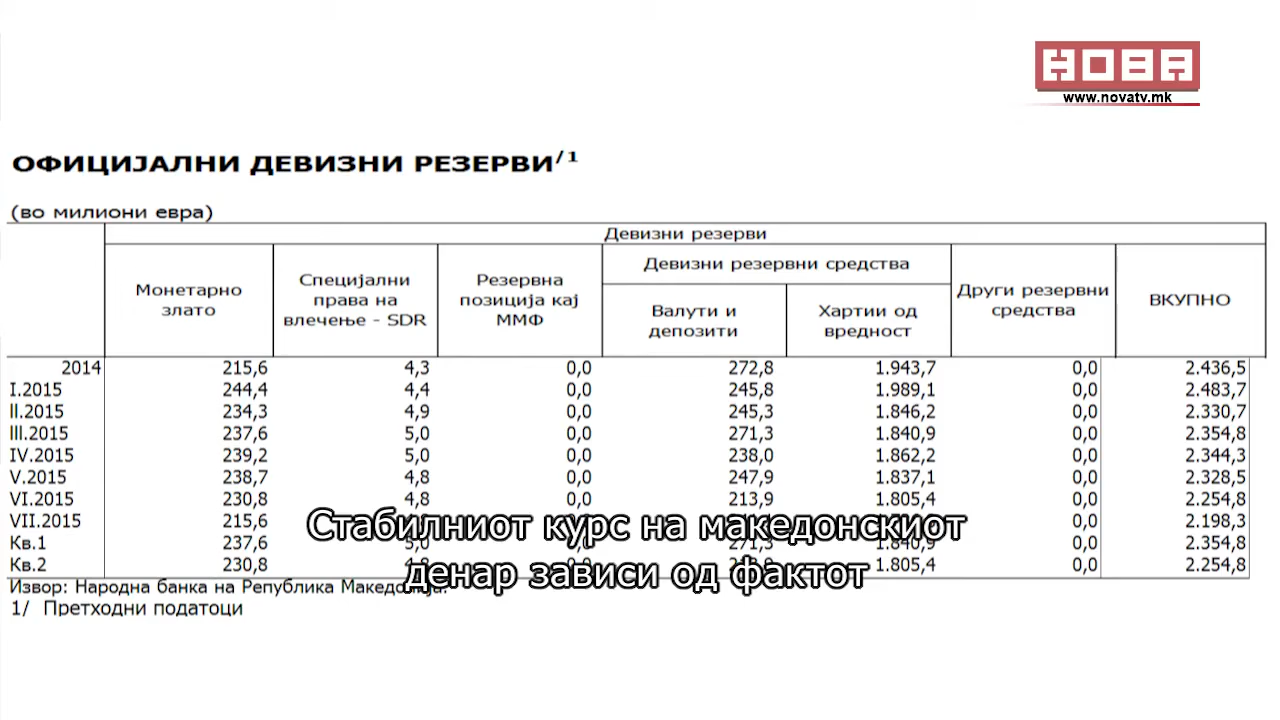 НОВА
www.novatv.mk
ОФИЦИЈАЛНИ ДЕВИЗНИ РЕЗЕРВИ/1
(во милиони евра)
Девизни резерви
Монетарно злато
Специјални права на влечење - SDR
Резервна позиција кај ММФ
Девизни резервни средства
Валути и депозити
Хартии од вредност
Други резервни средства
ВКУПНО
2014 215,6 4,3 0,0 272,8 1.943,7 0,0 2.436,5
I.2015 244,4 4,4 0,0 245,8 1.989,1 0,0 2.483,7
II.2015 234,3 4,9 0,0 245,3 1.846,2 0,0 2.330,7
III.2015 237,6 5,0 0,0 271,3 1.840,9 0,0 2.354,8
IV.2015 239,2 5,0 0,0 238,0 1.862,2 0,0 2.344,3
V.2015 238,7 4,8 0,0 247,9 1.837,1 0,0 2.328,5
VI.2015 230,8 4,8 0,0 213,9 1.805,4 0,0 2.254,8
VII.2015 215,6 0,0 2.198,3
Кв.1 237,6 5,0 0,0 271,3 1.840,9 0,0 2.354,8
Кв.2 230,8 1.805,4 0,0 2.254,8
Извор: Народна банка на Република Македонија.
1/ Претходни податоци
Стабилниот курс на македонскиот
денар зависи од фактот